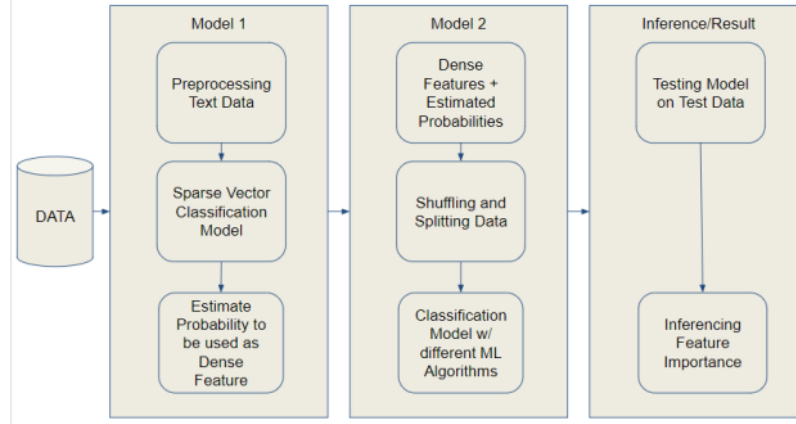 DATA
Model 1
Preprocessing
Text Data
Sparse Vector
Classification
Model
Estimate
Probability to
be used as
Dense
Feature
Model 2
Dense
Features +
Estimated
Probabilities
Shuffling and
Splitting Data
Classification
Model w/
different ML
Algorithms
Inference/Result
Testing Model
on Test Data
Inferencing
Feature
Importance